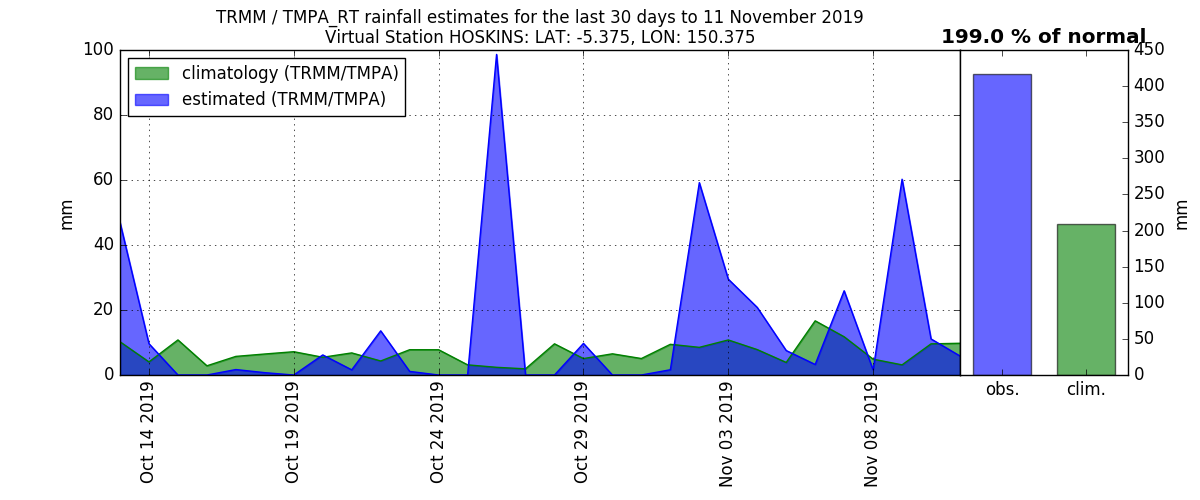 TRMM / TMPA_RT rainfall estimates for the last 30 days to 11 November 2019
Virtual Station HOSKINS: LAT: -5.375, LON: 150.375
199.0 % of normal
climatology (TRMM/TMPA)
estimated (TRMM/TMPA)
mm
100
80
60
40
20
0
Oct 14 2019
Oct 19 2019
Oct 24 2019
Oct 29 2019
Nov 03 2019
Nov 08 2019
obs.
clim.
450
400
350
300
250
200
150
100
50
0
mm